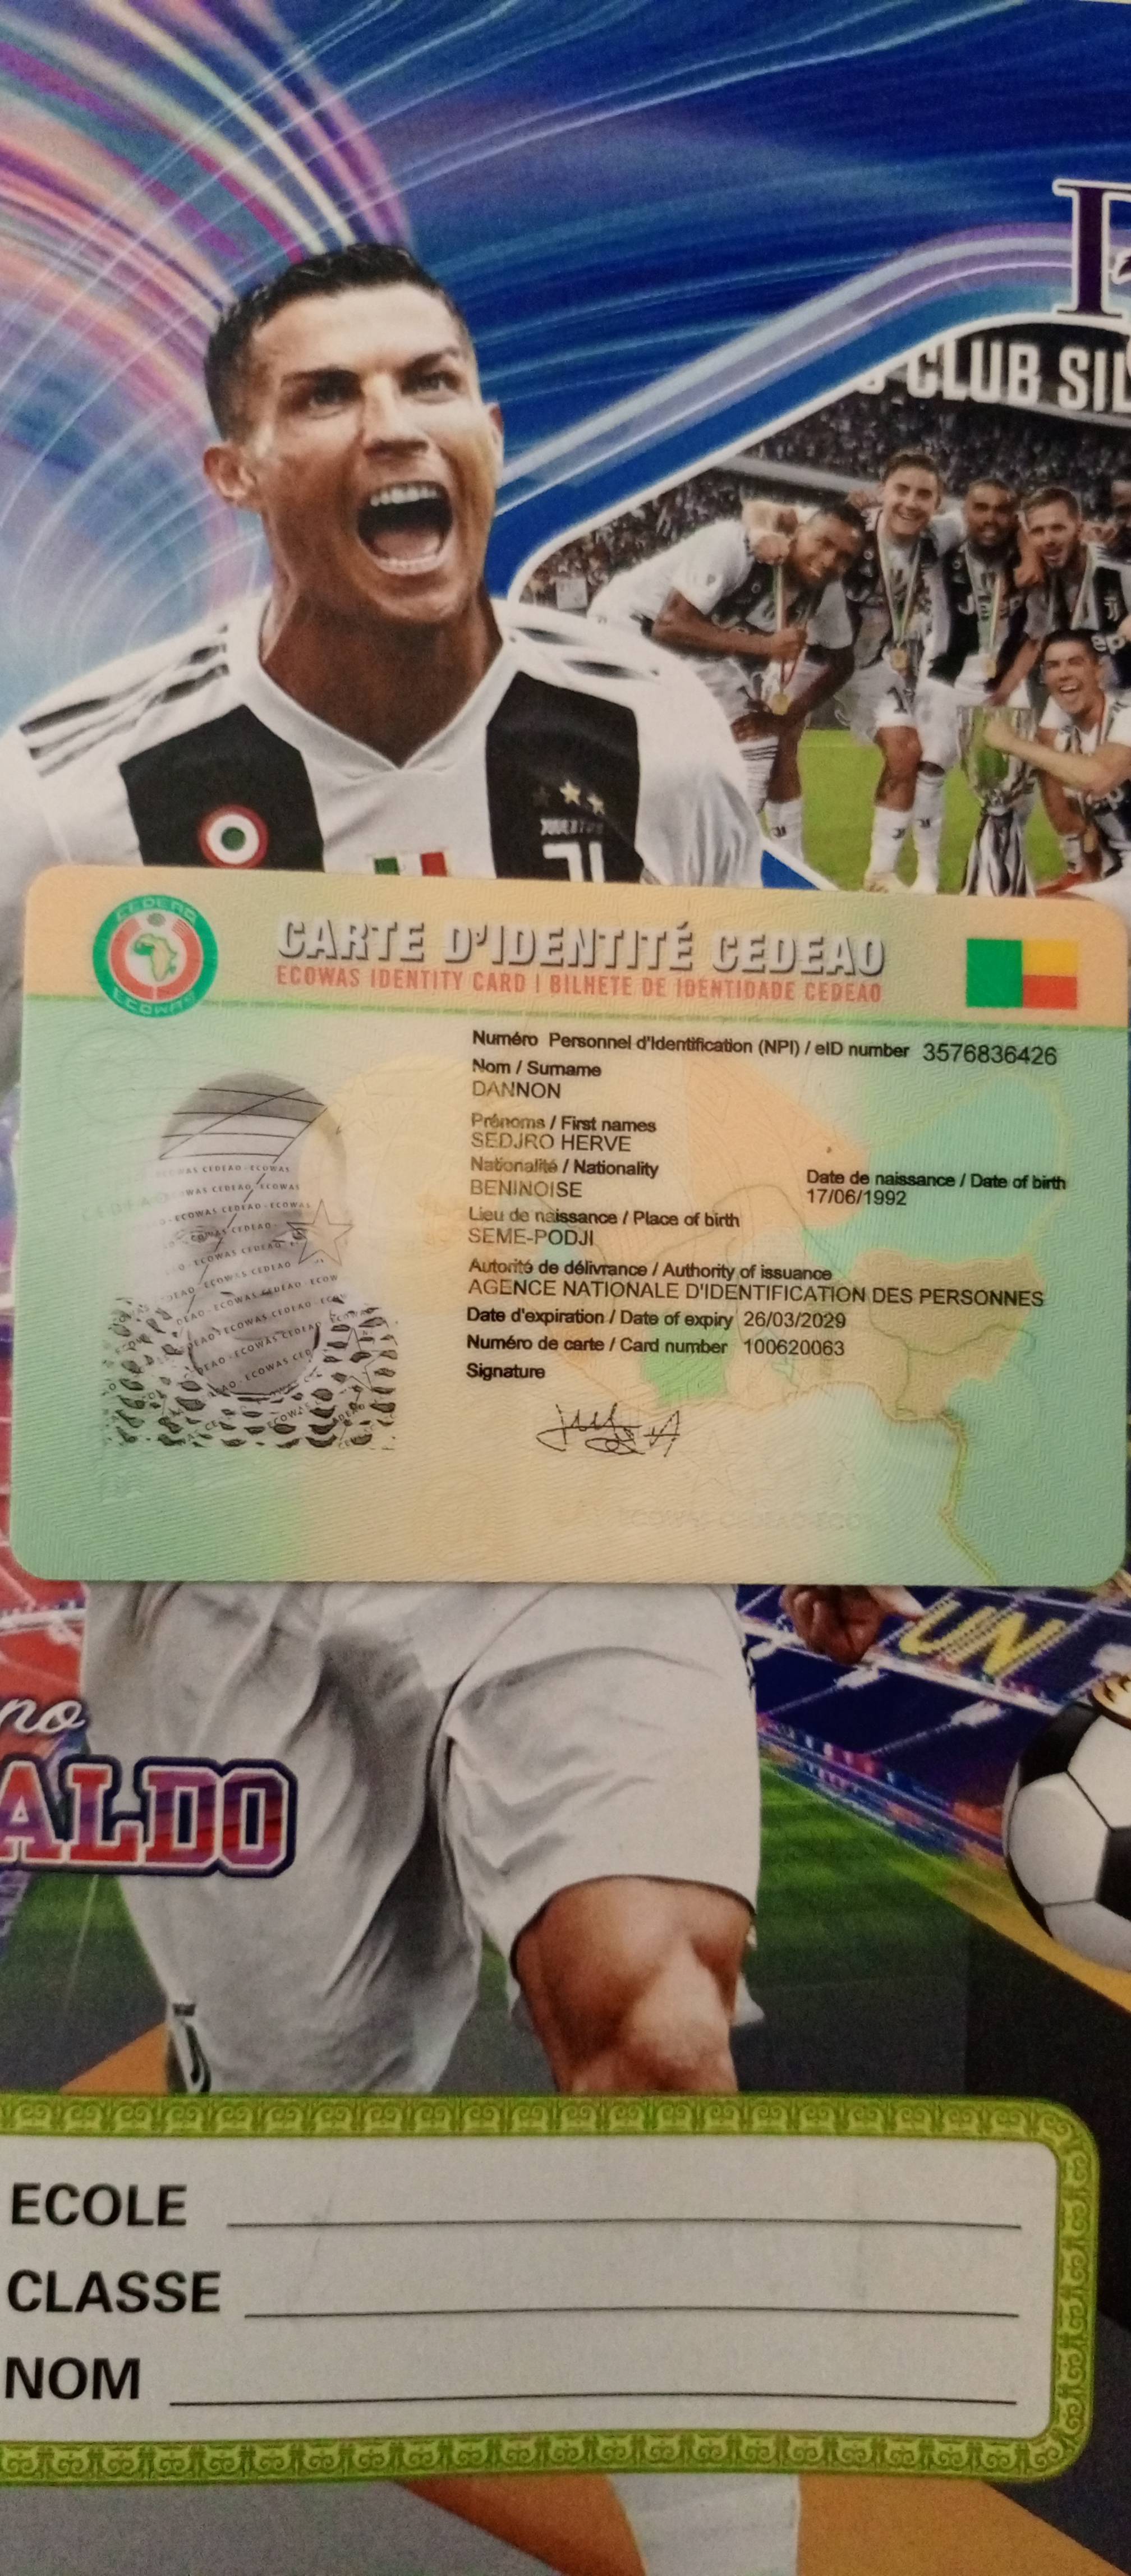 CLUB SIL
CEDEAO
ECOWAS
CARTE D'IDENTITÉ CEDEAO
ECOWAS IDENTITY CARD | BILHETE DE IDENTIDADE CEDEAO
Numéro Personnel d'Identification (NPI) / eID number 3576836426
Nom / Surname
DANNON
Prénoms / First names
SEDJRO HERVE
Nationalité / Nationality
BENINOISE
Date de naissance / Date of birth
17/06/1992
Lieu de naissance / Place of birth
SEME-PODJI
Autorité de délivrance / Authority of issuance
AGENCE NATIONALE D'IDENTIFICATION DES PERSONNES
Date d'expiration / Date of expiry 26/03/2029
Numéro de carte / Card number 100620063
Signature
UN
no
ALDO
ECOLE
CLASSE
NOM